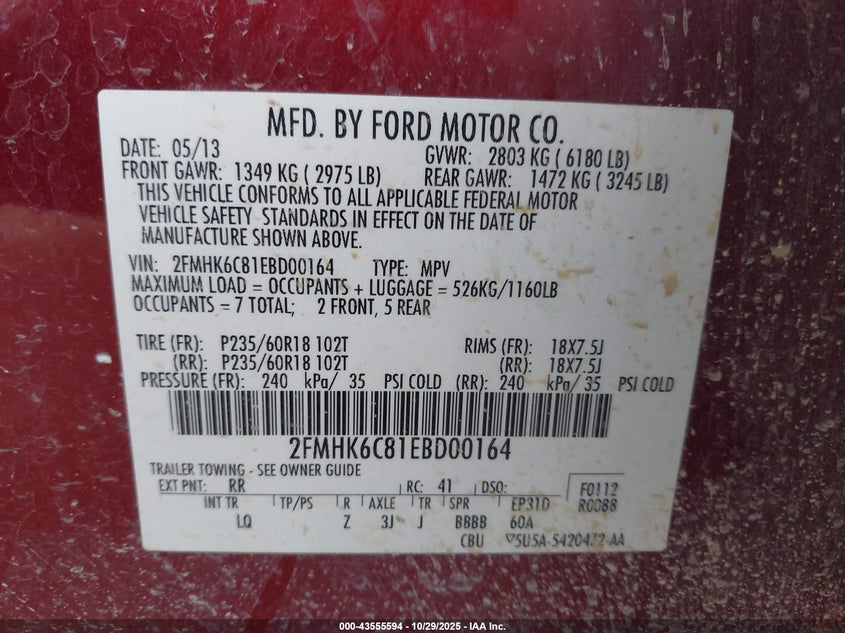 MFD. BY FORD MOTOR CO.
DATE: 05/13 GVWR: 2803 KG ( 6180 LB)
FRONT GAWR: 1349 KG ( 2975 LB) REAR GAWR: 1472 KG ( 3245 LB)
THIS VEHICLE CONFORMS TO ALL APPLICABLE FEDERAL MOTOR
VEHICLE SAFETY STANDARDS IN EFFECT ON THE DATE OF
MANUFACTURE SHOWN ABOVE.
VIN: 2FMHK6C81EBD00164 TYPE: MPV
MAXIMUM LOAD = OCCUPANTS + LUGGAGE = 526KG/1160LB
OCCUPANTS = 7 TOTAL; 2 FRONT, 5 REAR
TIRE (FR): P235/60R18 102T RIMS (FR): 18X7.5J
(RR): P235/60R18 102T (RR): 18X7.5J
PRESSURE (FR): 240 kPa/ 35 PSI COLD (RR): 240 kPa/ 35 PSI COLD
2FMHK6C81EBD00164
TRAILER TOWING - SEE OWNER GUIDE
EXT PNT: RR RC: 41 DSO: F0112
INT TR TP/PS R AXLE TR SPR EP31D R0088
LQ Z 3J J BBBB 60A
CBU
000-43555594 - 10/29/2025 - IAA Inc.